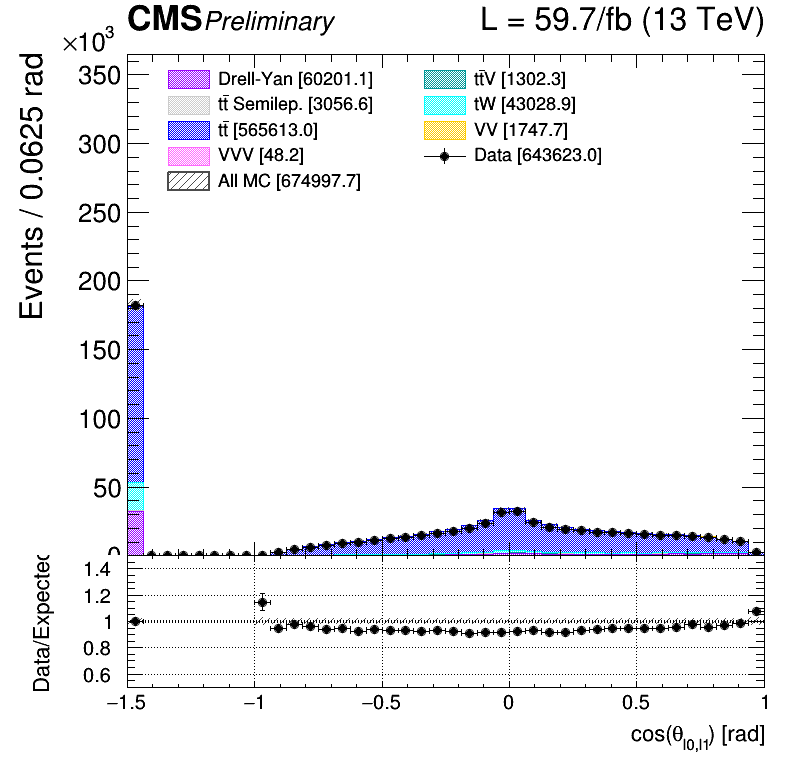 CMS Preliminary L = 59.7/fb (13 TeV)
×10³
Events / 0.0625 rad
350
300
250
200
150
100
50
0
Drell-Yan [60201.1]
tt̄ Semilep. [3056.6]
tt̄ [565613.0]
VVV [48.2]
All MC [674997.7]
tt̄V [1302.3]
tW [43028.9]
VV [1747.7]
Data [643623.0]
Data/Expected
1.4
1.2
1
0.8
0.6
−1.5 −1 −0.5 0 0.5 1
cos(θ_l0,l1) [rad]